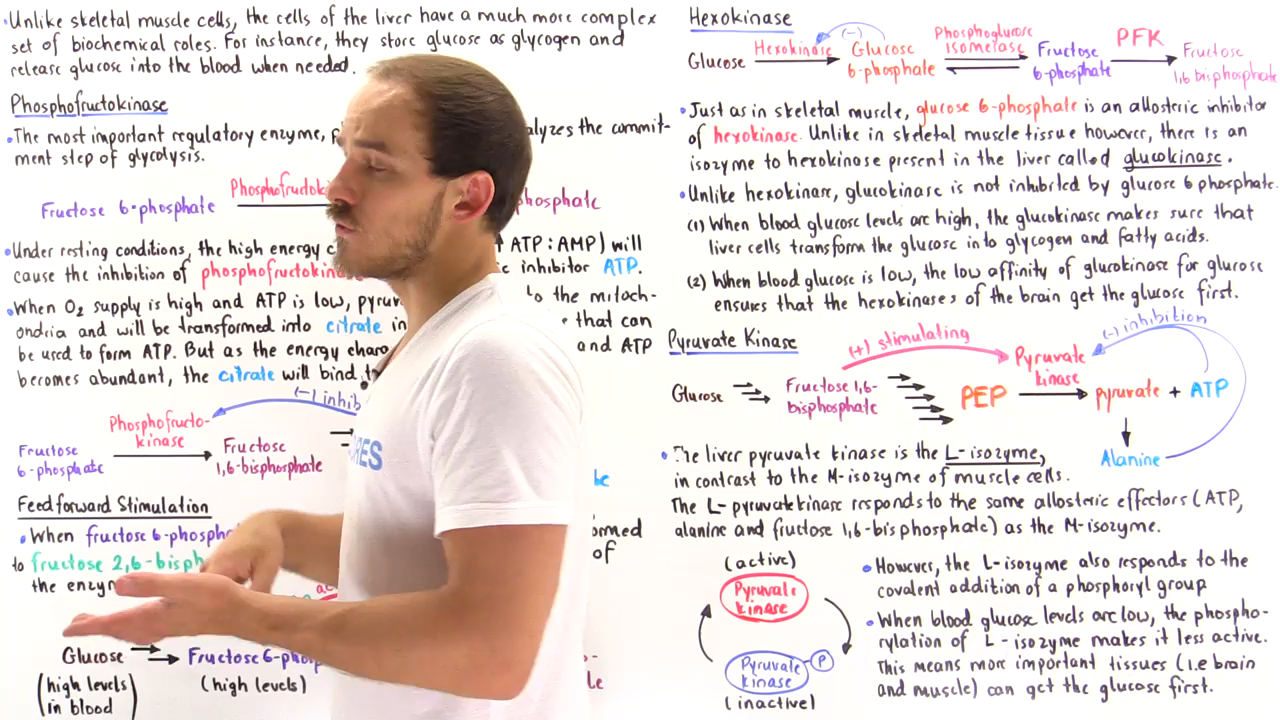 •Unlike skeletal muscle cells, the cells of the liver have a much more complex
set of biochemical roles. For instance, they store glucose as glycogen and
release glucose into the blood when needed.
Phosphofructokinase
•The most important regulatory enzyme, alyzes the commit-
ment step of glycolysis.
Fructose 6-phosphate Phosphofructoki phosphate
•Under resting conditions, the high energy c ATP:AMP) will
cause the inhibition of phosphofructokin c inhibitor ATP.
•When O2 supply is high and ATP is low, pyruv to the mitoch-
ondria and will be transformed into citrate in that can
be used to form ATP. But as the energy charg and ATP
becomes abundant, the citrate will bind t
(-) inhib
Phosphofructo-
kinase
Fructose
6-phosphate
Fructose
1,6-bisphosphate
be
Feedforward Stimulation
•When fructose 6-phosph ormed
to fructose 2,6-bisph of
the enzym
ac
Glucose Fructose 6-phosp
(high levels
in blood)
(high levels)
le
RES
Hexokinase
Glucose Hexokinase (-) Glucose
6-phosphate
Phosphoglucose
isomerase
Fructose
6-phosphate
PFK
Fructose
1,6 bisphosphate
•Just as in skeletal muscle, glucose 6-phosphate is an allosteric inhibitor
of hexokinase. Unlike in skeletal muscle tissue however, there is an
isozyme to hexokinase present in the liver called glucokinase.
•Unlike hexokinase, glucokinase is not inhibited by glucose 6 phosphate.
(1) When blood glucose levels are high, the glucokinase makes sure that
liver cells transform the glucose into glycogen and fatty acids.
(2) When blood glucose is low, the low affinity of glucokinase for glucose
ensures that the hexokinases of the brain get the glucose first.
Pyruvate Kinase
(+) stimulating
(-) inhibition
Glucose Fructose 1,6-
bisphosphate
PEP
Pyruvate
kinase
pyruvate + ATP
Alanine
•The liver pyruvate kinase is the L-isozyme,
in contrast to the M-isozyme of muscle cells.
The L-pyruvate kinase responds to the same allosteric effectors (ATP,
alanine and fructose 1,6-bisphosphate) as the M-isozyme.
(active)
Pyruvate
kinase
Pyruvate
kinase
P
(inactive)
•However, the L-isozyme also responds to the
covalent addition of a phosphoryl group
•When blood glucose levels are low, the phospho-
rylation of L-isozyme makes it less active.
This means more important tissues (i.e brain
and muscle) can get the glucose first.